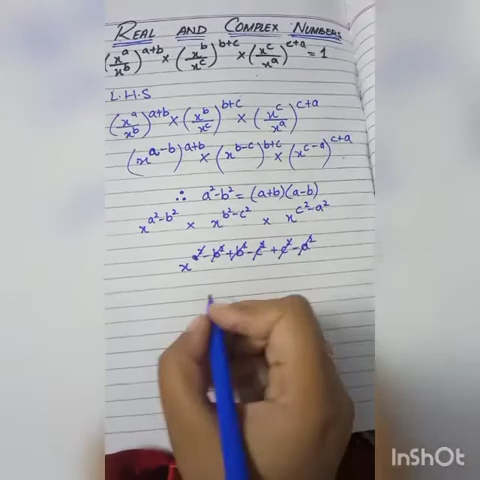 REAL AND COMPLEX NUMBERS
(x^a/x^b)^{a+b} × (x^b/x^c)^{b+c} × (x^c/x^a)^{c+a} = 1
L.H.S
(x^a/x^b)^{a+b} × (x^b/x^c)^{b+c} × (x^c/x^a)^{c+a}
(x^{a-b})^{a+b} × (x^{b-c})^{b+c} × (x^{c-a})^{c+a}
∴ a²-b² = (a+b)(a-b)
x^{a²-b²} × x^{b²-c²} × x^{c²-a²}
x^{a²-b²+b²-c²+c²-a²}
InShOt